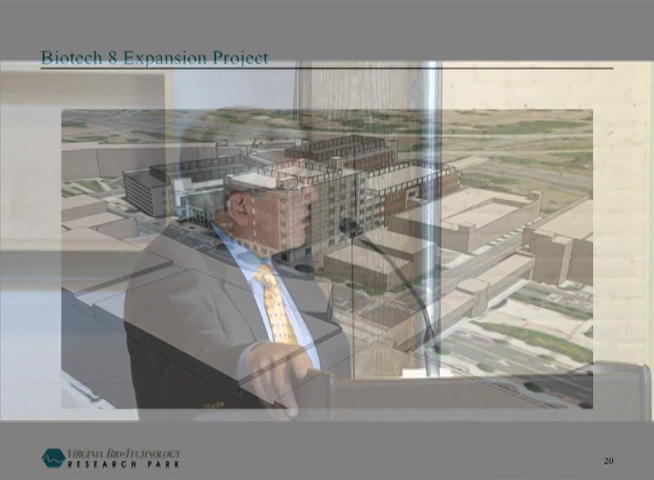 Biotech 8 Expansion Project
VIRGINIA BIO•TECHNOLOGY
RESEARCH PARK
20